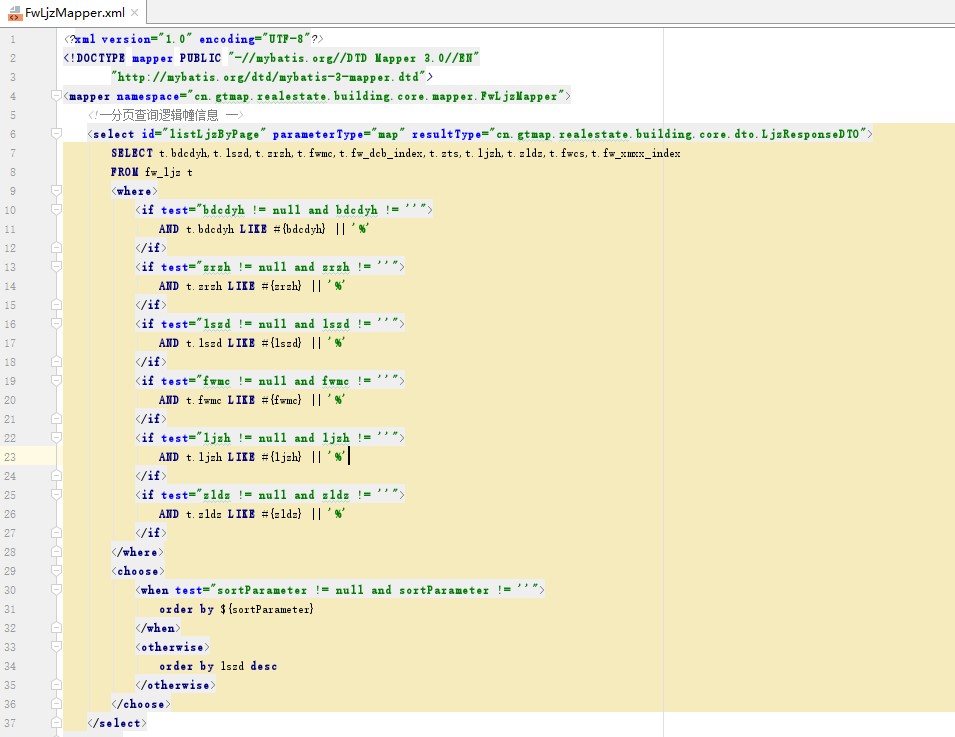 FwLjzMapper.xml
1 <?xml version="1.0" encoding="UTF-8"?>
2 <!DOCTYPE mapper PUBLIC "-//mybatis.org//DTD Mapper 3.0//EN"
3 "http://mybatis.org/dtd/mybatis-3-mapper.dtd">
4 <mapper namespace="cn.gtmap.realestate.building.core.mapper.FwLjzMapper">
5 <!--分页查询逻辑幢信息 -->
6 <select id="listLjzByPage" parameterType="map" resultType="cn.gtmap.realestate.building.core.dto.LjzResponseDTO">
7 SELECT t.bdcdyh,t.lszd,t.zrzh,t.fwmc,t.fw_dcb_index,t.zts,t.ljzh,t.zldz,t.fwcs,t.fw_xmxx_index
8 FROM fw_ljz t
9 <where>
10 <if test="bdcdyh != null and bdcdyh != ''">
11 AND t.bdcdyh LIKE #{bdcdyh} || '%'
12 </if>
13 <if test="zrzh != null and zrzh != ''">
14 AND t.zrzh LIKE #{zrzh} || '%'
15 </if>
16 <if test="lszd != null and lszd != ''">
17 AND t.lszd LIKE #{lszd} || '%'
18 </if>
19 <if test="fwmc != null and fwmc != ''">
20 AND t.fwmc LIKE #{fwmc} || '%'
21 </if>
22 <if test="ljzh != null and ljzh != ''">
23 AND t.ljzh LIKE #{ljzh} || '%'
24 </if>
25 <if test="zldz != null and zldz != ''">
26 AND t.zldz LIKE #{zldz} || '%'
27 </if>
28 </where>
29 <choose>
30 <when test="sortParameter != null and sortParameter != ''">
31 order by ${sortParameter}
32 </when>
33 <otherwise>
34 order by lszd desc
35 </otherwise>
36 </choose>
37 </select>